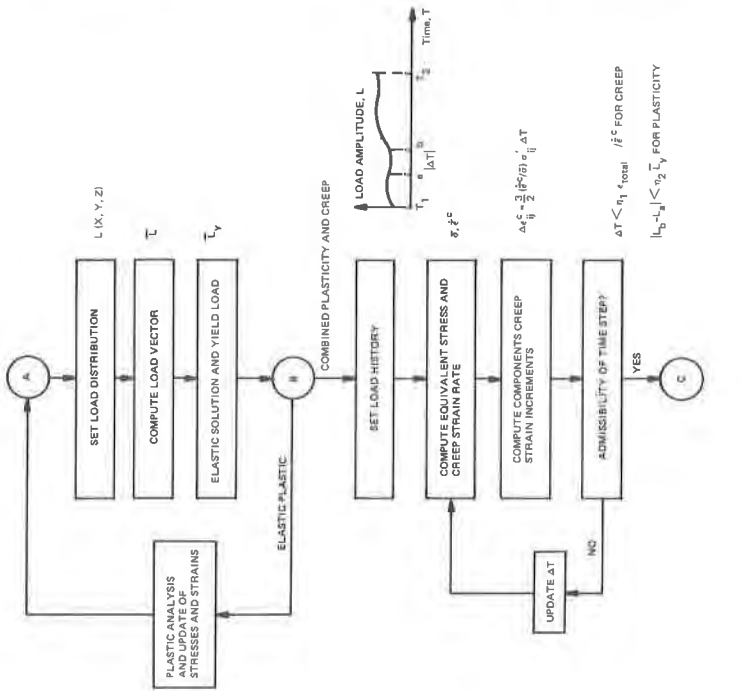 A
SET LOAD DISTRIBUTION
L (X, Y, Z)
COMPUTE LOAD VECTOR
L̅
ELASTIC SOLUTION AND YIELD LOAD
L̅y
PLASTIC ANALYSIS
AND UPDATE OF
STRESSES AND STRAINS
B
ELASTIC PLASTIC
COMBINED PLASTICITY AND CREEP
SET LOAD HISTORY
LOAD AMPLITUDE, L
T1 a b T2
|ΔT|
Time, T
COMPUTE EQUIVALENT STRESS AND
CREEP STRAIN RATE
σ̅, ε̇̅ᶜ
COMPUTE COMPONENTS CREEP
STRAIN INCREMENTS
Δεᶜij = 3/2 (ε̇̅ᶜ/σ̅) σ′ij ΔT
ADMISSIBILITY OF TIME STEP?
ΔT < η1 εtotal / ε̇̅ᶜ FOR CREEP
|Lb-La| < η2 L̅y FOR PLASTICITY
NO
UPDATE ΔT
YES
C